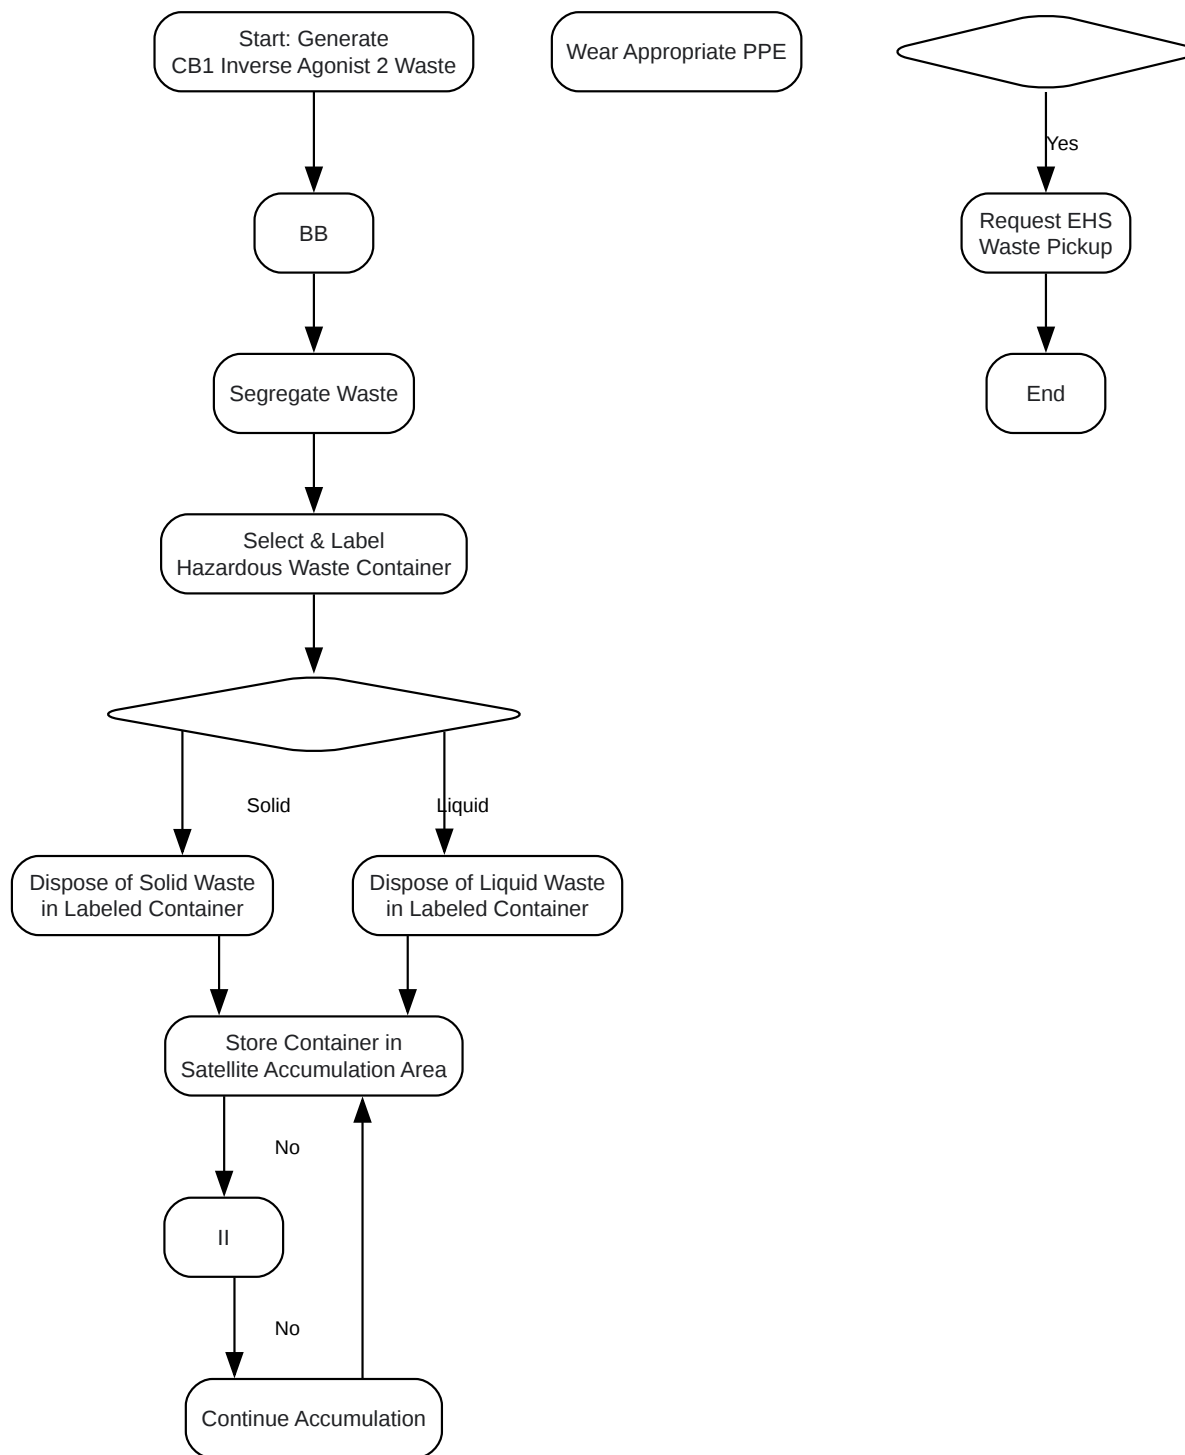 Start: Generate
CB1 Inverse Agonist 2 Waste
Wear Appropriate PPE
Yes
BB
Request EHS
Waste Pickup
Segregate Waste
End
Select & Label
Hazardous Waste Container
Solid
Liquid
Dispose of Solid Waste
in Labeled Container
Dispose of Liquid Waste
in Labeled Container
Store Container in
Satellite Accumulation Area
No
II
No
Continue Accumulation